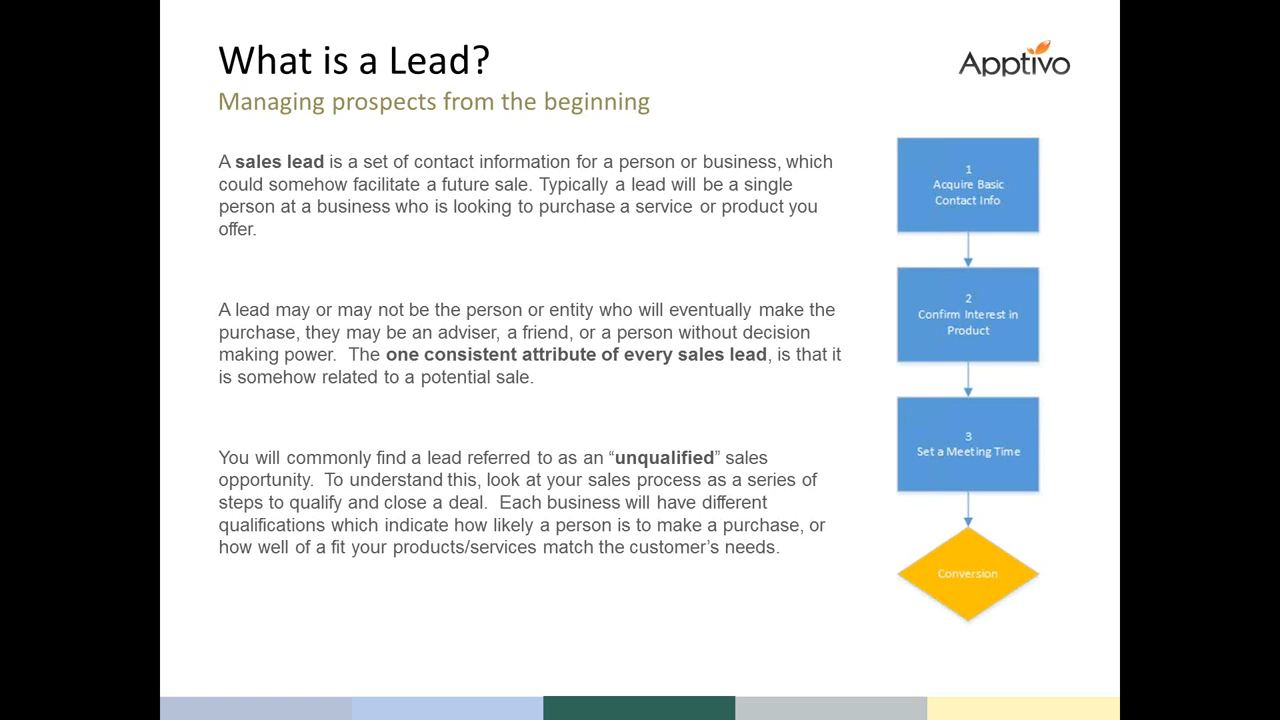 What is a Lead?
Apptivo
Managing prospects from the beginning
A sales lead is a set of contact information for a person or business, which
could somehow facilitate a future sale. Typically a lead will be a single
person at a business who is looking to purchase a service or product you
offer.
A lead may or may not be the person or entity who will eventually make the
purchase, they may be an adviser, a friend, or a person without decision
making power.  The one consistent attribute of every sales lead, is that it
is somehow related to a potential sale.
You will commonly find a lead referred to as an “unqualified” sales
opportunity.  To understand this, look at your sales process as a series of
steps to qualify and close a deal.  Each business will have different
qualifications which indicate how likely a person is to make a purchase, or
how well of a fit your products/services match the customer’s needs.
1
Acquire Basic
Contact Info
2
Confirm Interest in
Product
3
Set a Meeting Time
Conversion